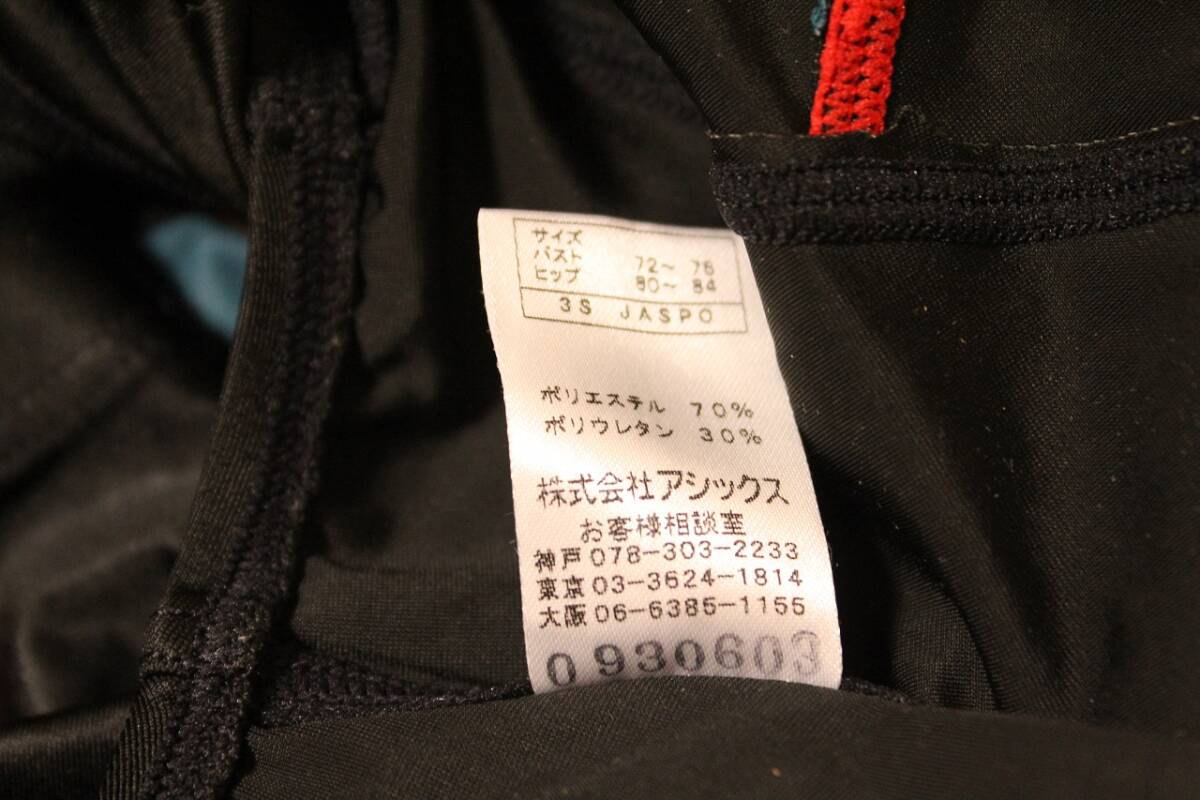 サイズ
バスト 72〜 76
ヒップ 80〜 84
3S JASPO
ポリエステル 70%
ポリウレタン 30%
株式会社アシックス
お客様相談室
神戸 078-303-2233
東京 03-3624-1814
大阪 06-6385-1155
0930603